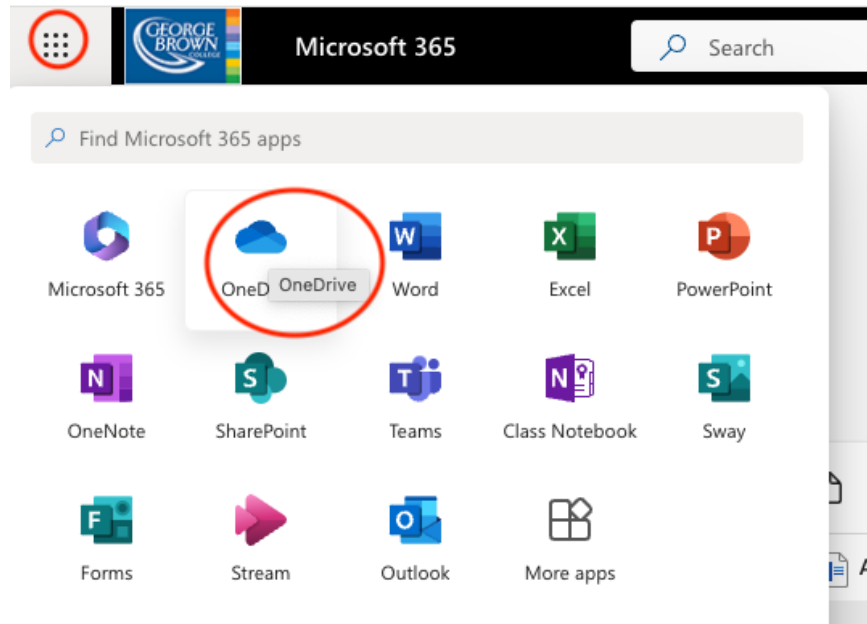 GEORGE
BROWN
COLLEGE
Microsoft 365
Search
Find Microsoft 365 apps
Microsoft 365
OneD
OneDrive
Word
Excel
PowerPoint
OneNote
SharePoint
Teams
Class Notebook
Sway
Forms
Stream
Outlook
More apps